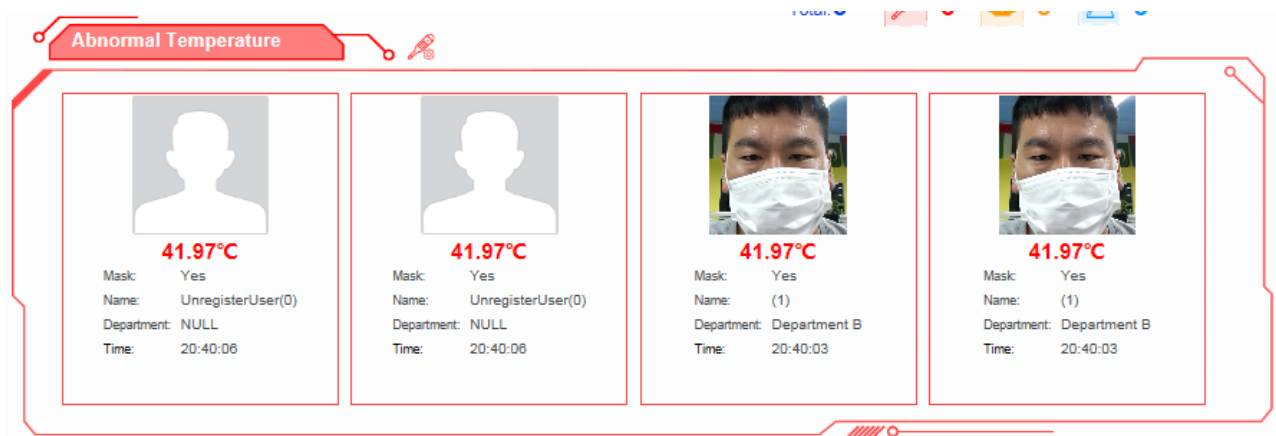 Abnormal Temperature
41.97°C
Mask: Yes
Name: UnregisterUser(0)
Department: NULL
Time: 20:40:06
41.97°C
Mask: Yes
Name: UnregisterUser(0)
Department: NULL
Time: 20:40:06
41.97°C
Mask: Yes
Name: (1)
Department: Department B
Time: 20:40:03
41.97°C
Mask: Yes
Name: (1)
Department: Department B
Time: 20:40:03